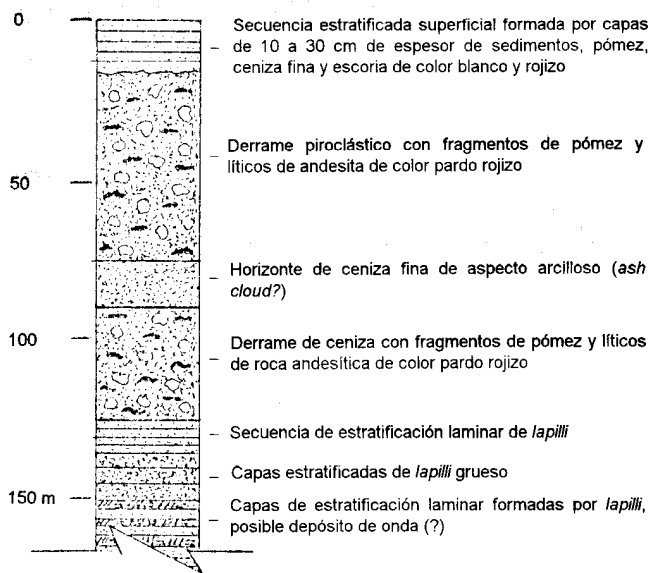 0
Secuencia estratificada superficial formada por capas
de 10 a 30 cm de espesor de sedimentos, pómez,
ceniza fina y escoria de color blanco y rojizo
Derrame piroclástico con fragmentos de pómez y
líticos de andesita de color pardo rojizo
50
Horizonte de ceniza fina de aspecto arcilloso (ash
cloud?)
100
Derrame de ceniza con fragmentos de pómez y líticos
de roca andesítica de color pardo rojizo
Secuencia de estratificación laminar de lapilli
Capas estratificadas de lapilli grueso
150 m
Capas de estratificación laminar formadas por lapilli,
posible depósito de onda (?)